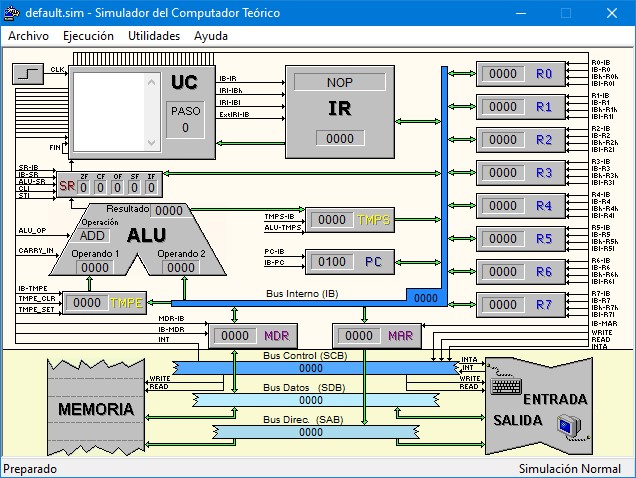 default.sim - Simulador del Computador Teórico
Archivo Ejecución Utilidades Ayuda
CLK
UC
PASO
0
FIN
IB-IR
IRl-IBh
IRl-IBl
ExtIRl-IB
NOP
IR
0000
0000 R0
R0-IB
IB-R0
IBh-R0h
IBl-R0l
0000 R1
R1-IB
IB-R1
IBh-R1h
IBl-R1l
0000 R2
R2-IB
IB-R2
IBh-R2h
IBl-R2l
0000 R3
R3-IB
IB-R3
IBh-R3h
IBl-R3l
0000 R4
R4-IB
IB-R4
IBh-R4h
IBl-R4l
0000 R5
R5-IB
IB-R5
IBh-R5h
IBl-R5l
0000 R6
R6-IB
IB-R6
IBh-R6h
IBl-R6l
0000 R7
R7-IB
IB-R7
IBh-R7h
IBl-R7l
SR-IB
IB-SR
ALU-SR
CLI
STI
SR
ZF CF OF SF IF
0 0 0 0 0
Resultado 0000
Operación
ADD
ALU
Operando 1
0000
Operando 2
0000
ALU_OP
CARRY_IN
TMPS-IB
ALU-TMPS
0000 TMPS
PC-IB
IB-PC
0100 PC
IB-TMPE
TMPE_CLR
TMPE_SET
0000 TMPE
Bus Interno (IB)
0000
MDR-IB
IB-MDR
INT
0000 MDR
0000 MAR
IB-MAR
WRITE
READ
INTA
Bus Control (SCB)
0000
WRITE
READ
INTA
INT
WRITE
READ
MEMORIA
Bus Datos (SDB)
0000
Bus Direc. (SAB)
0000
ENTRADA
SALIDA
Preparado
Simulación Normal